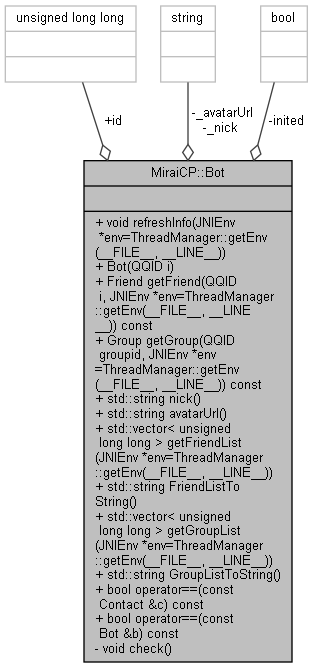 unsigned long long
string
bool
+id
-_avatarUrl
-_nick
-inited
MiraiCP::Bot
+ void refreshInfo(JNIEnv
*env=ThreadManager::getEnv
(__FILE__, __LINE__))
+ Bot(QQID i)
+ Friend getFriend(QQID
i, JNIEnv *env=ThreadManager
::getEnv(__FILE__, __LINE
__)) const
+ Group getGroup(QQID
groupid, JNIEnv *env
=ThreadManager::getEnv
(__FILE__, __LINE__)) const
+ std::string nick()
+ std::string avatarUrl()
+ std::vector< unsigned
long long > getFriendList
(JNIEnv *env=ThreadManager
::getEnv(__FILE__, __LINE__))
+ std::string FriendListTo
String()
+ std::vector< unsigned
long long > getGroupList
(JNIEnv *env=ThreadManager
::getEnv(__FILE__, __LINE__))
+ std::string GroupListToString()
+ bool operator==(const
Contact &c) const
+ bool operator==(const
Bot &b) const
- void check()